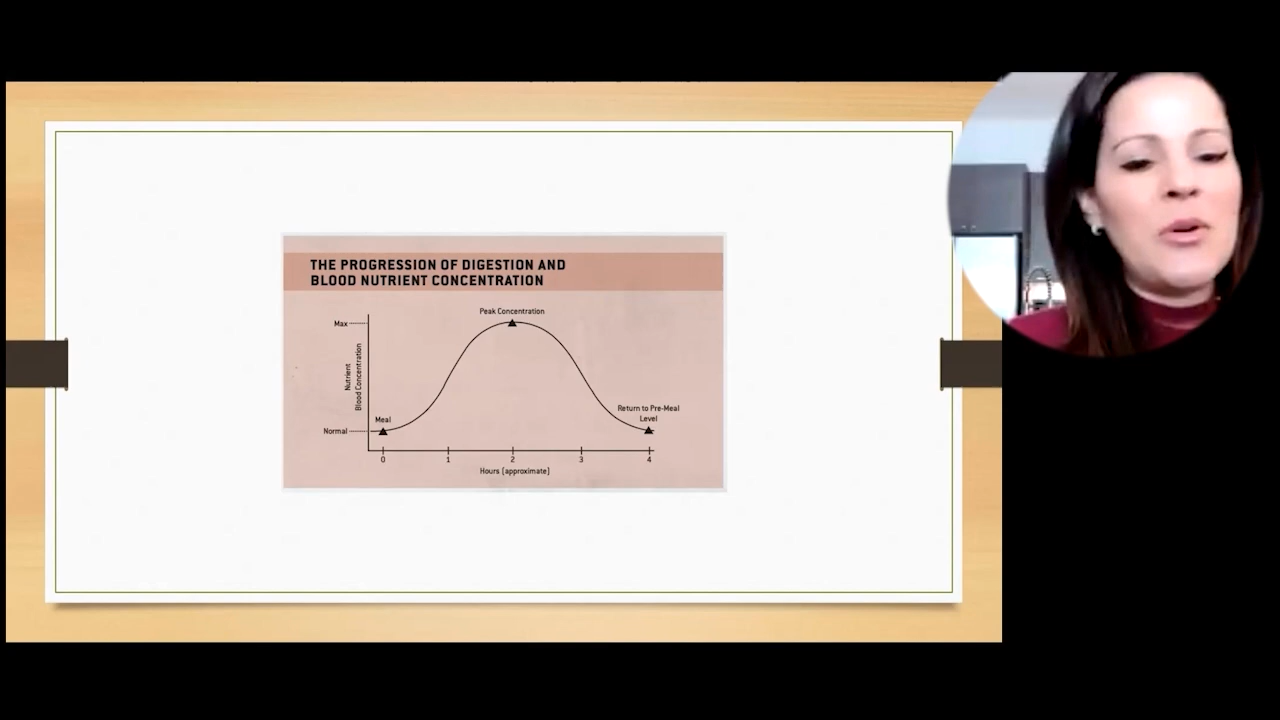 THE PROGRESSION OF DIGESTION AND
BLOOD NUTRIENT CONCENTRATION
Peak Concentration
Max
Nutrient
Blood Concentration
Meal
Return to Pre-Meal
Level
Normal
0 1 2 3 4
Hours (approximate)